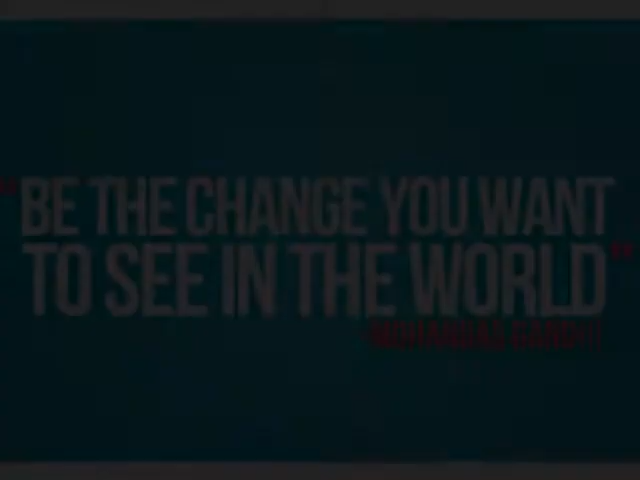 "BE THE CHANGE YOU WANT
TO SEE IN THE WORLD"
-MOHANDAS GANDHI